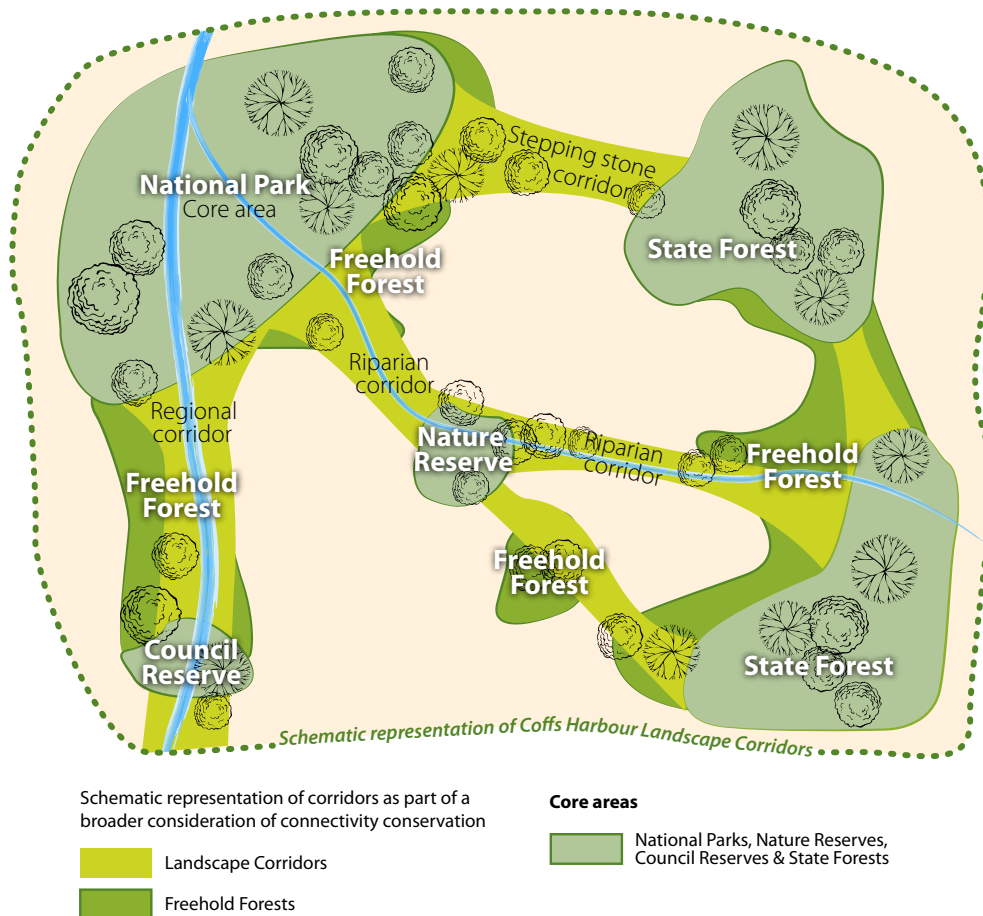 Stepping stone
corridor
National Park
Core area
State Forest
Freehold
Forest
Riparian
corridor
Regional
corridor
Nature
Reserve
Riparian
corridor
Freehold
Forest
Freehold
Forest
Freehold
Forest
Council
Reserve
State Forest
Schematic representation of Coffs Harbour Landscape Corridors
Schematic representation of corridors as part of a
broader consideration of connectivity conservation
Landscape Corridors
Freehold Forests
Core areas
National Parks, Nature Reserves,
Council Reserves & State Forests